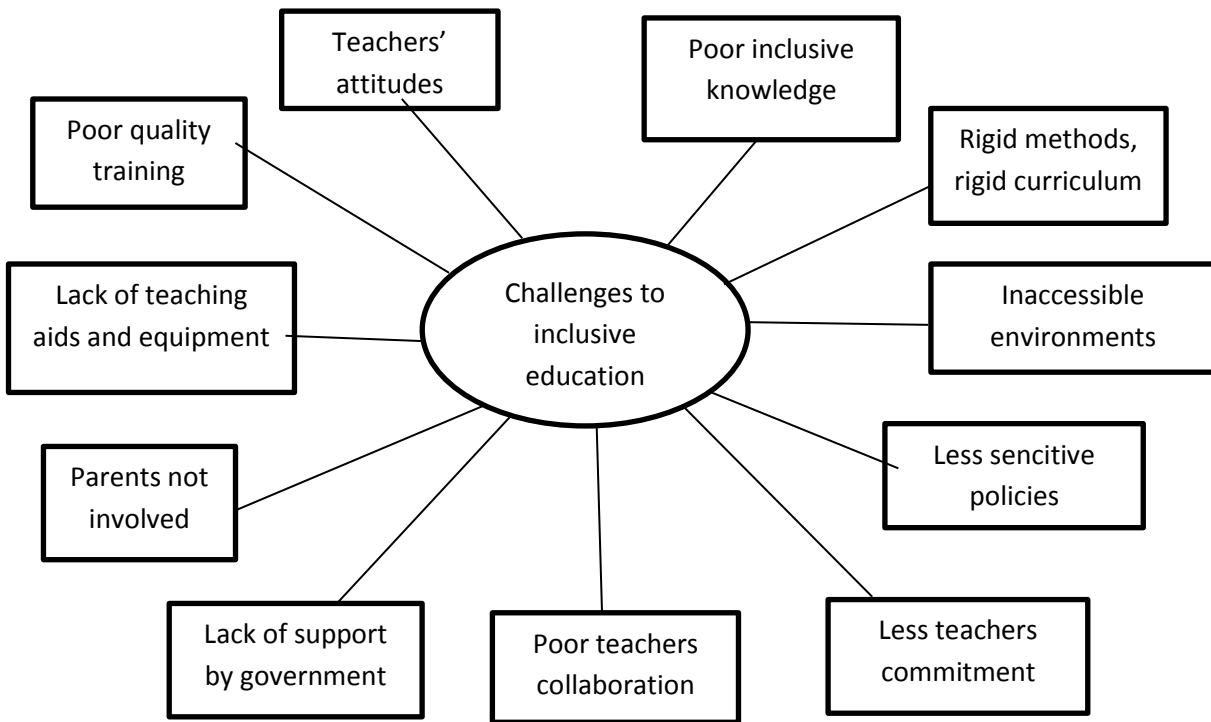 Teachers’
attitudes
Poor inclusive
knowledge
Poor quality
training
Rigid methods,
rigid curriculum
Lack of teaching
aids and equipment
Challenges to
inclusive
education
Inaccessible
environments
Parents not
involved
Less sencitive
policies
Lack of support
by government
Poor teachers
collaboration
Less teachers
commitment